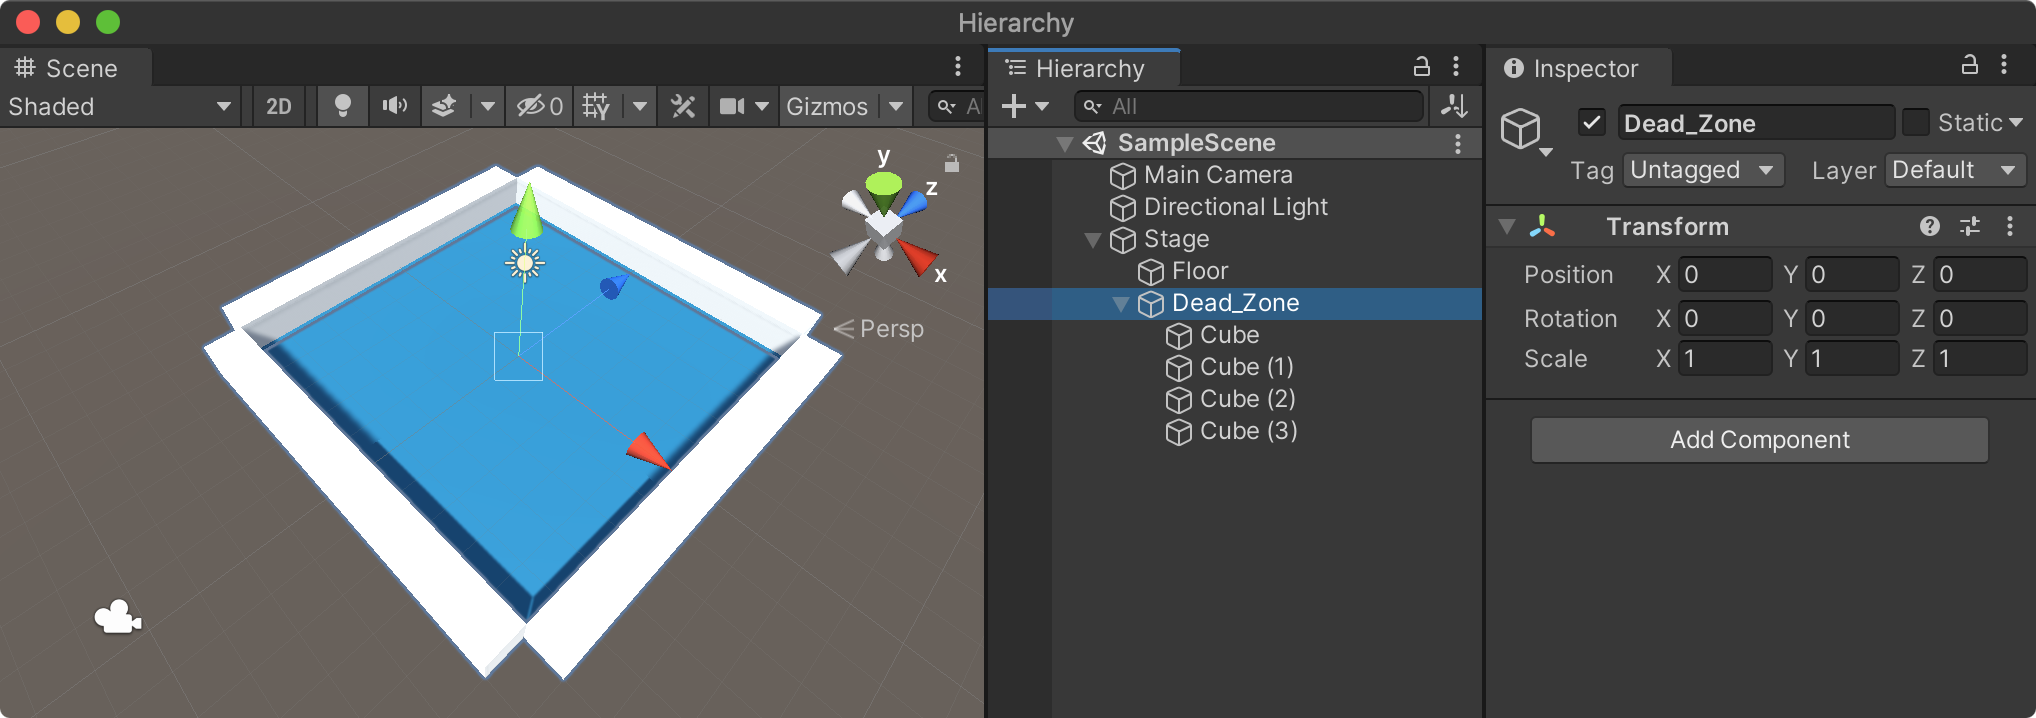 Hierarchy
Scene
Shaded
2D
0
Gizmos
Al
y
z
x
Persp
Hierarchy
All
SampleScene
Main Camera
Directional Light
Stage
Floor
Dead_Zone
Cube
Cube (1)
Cube (2)
Cube (3)
Inspector
Dead_Zone
Static
Tag Untagged Layer Default
Transform
Position X 0 Y 0 Z 0
Rotation X 0 Y 0 Z 0
Scale X 1 Y 1 Z 1
Add Component